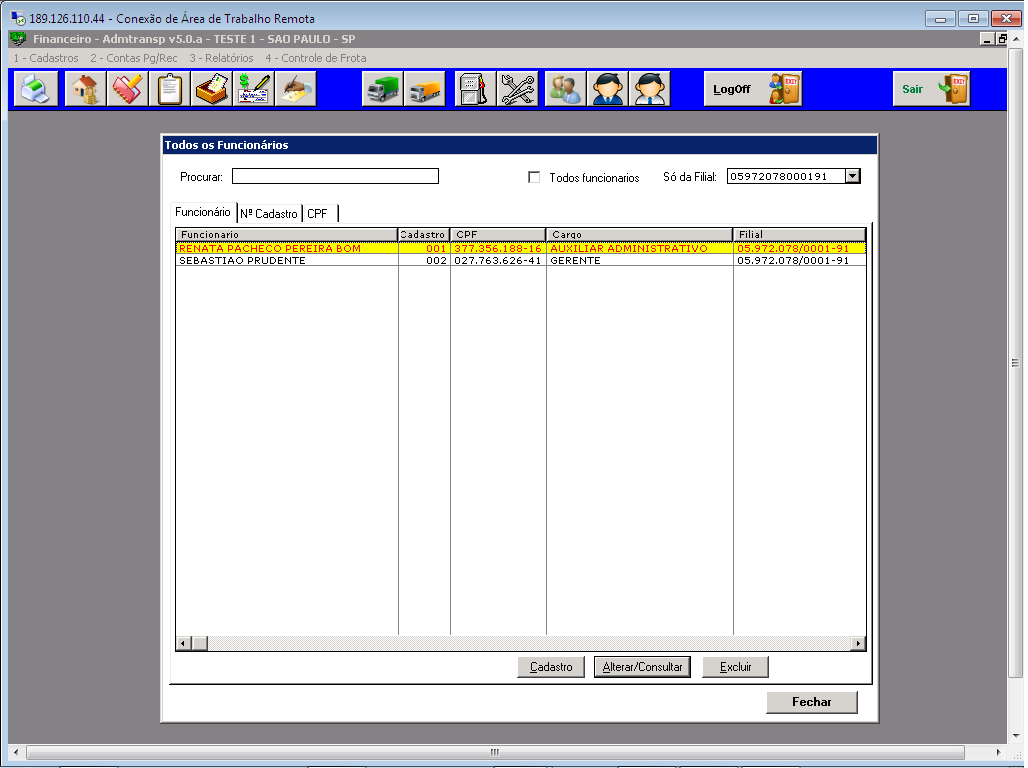 189.126.110.44 - Conexão de Área de Trabalho Remota
Financeiro - Admtransp v5.0.a - TESTE 1 - SAO PAULO - SP
1 - Cadastros 2 - Contas Pg/Rec 3 - Relatórios 4 - Controle de Frota
LogOff EXIT Sair EXIT
Todos os Funcionários
Procurar: Todos funcionarios Só da Filial: 05972078000191
Funcionário Nº Cadastro CPF
Funcionario Cadastro CPF Cargo Filial
RENATA PACHECO PEREIRA BOM 001 377.356.188-16 AUXILIAR ADMINISTRATIVO 05.972.078/0001-91
SEBASTIAO PRUDENTE 002 027.763.626-41 GERENTE 05.972.078/0001-91
Cadastro Alterar/Consultar Excluir
Fechar